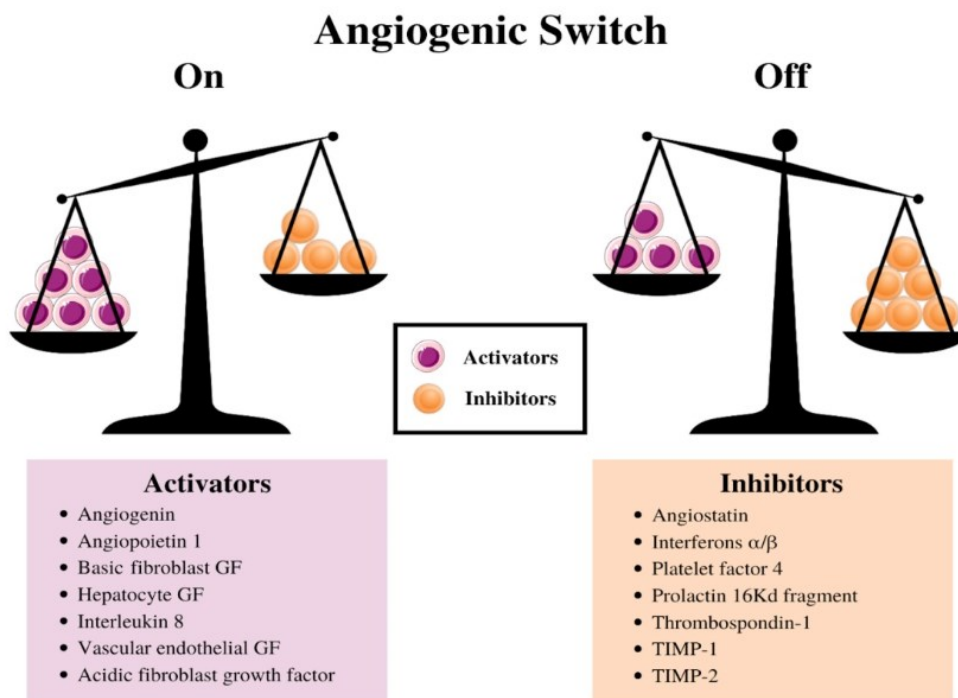 Angiogenic Switch
On
Off
Activators
Inhibitors
Activators
• Angiogenin
• Angiopoietin 1
• Basic fibroblast GF
• Hepatocyte GF
• Interleukin 8
• Vascular endothelial GF
• Acidic fibroblast growth factor
Inhibitors
• Angiostatin
• Interferons α/β
• Platelet factor 4
• Prolactin 16Kd fragment
• Thrombospondin-1
• TIMP-1
• TIMP-2